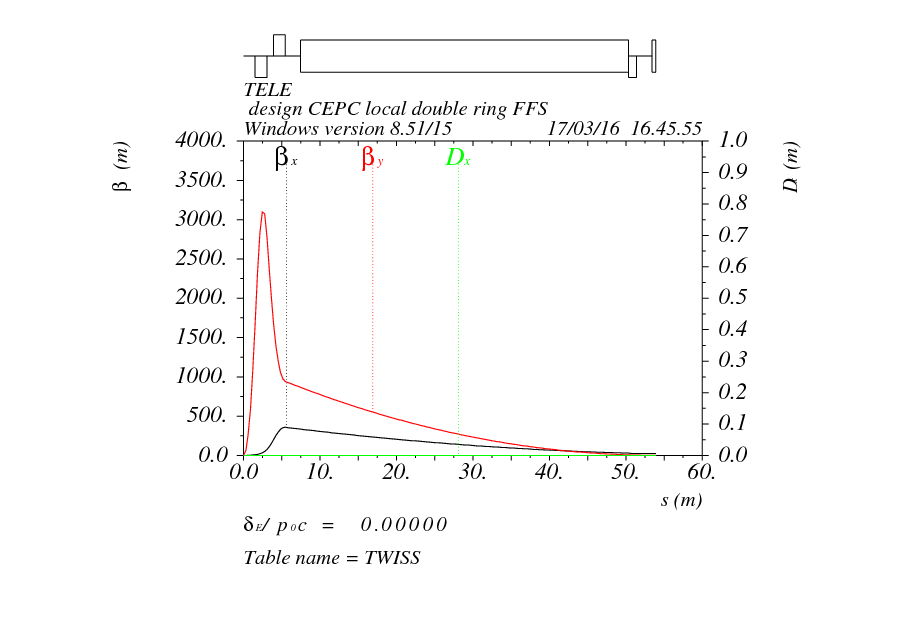 TELE
design CEPC local double ring FFS
Windows version 8.51/15 17/03/16 16.45.55
β (m)
4000.
3500.
3000.
2500.
2000.
1500.
1000.
500.
0.0
βx βy Dx
1.0
0.9
0.8
0.7
0.6
0.5
0.4
0.3
0.2
0.1
0.0
Dx (m)
0.0 10. 20. 30. 40. 50. 60.
s (m)
δE/ p0c = 0.00000
Table name = TWISS